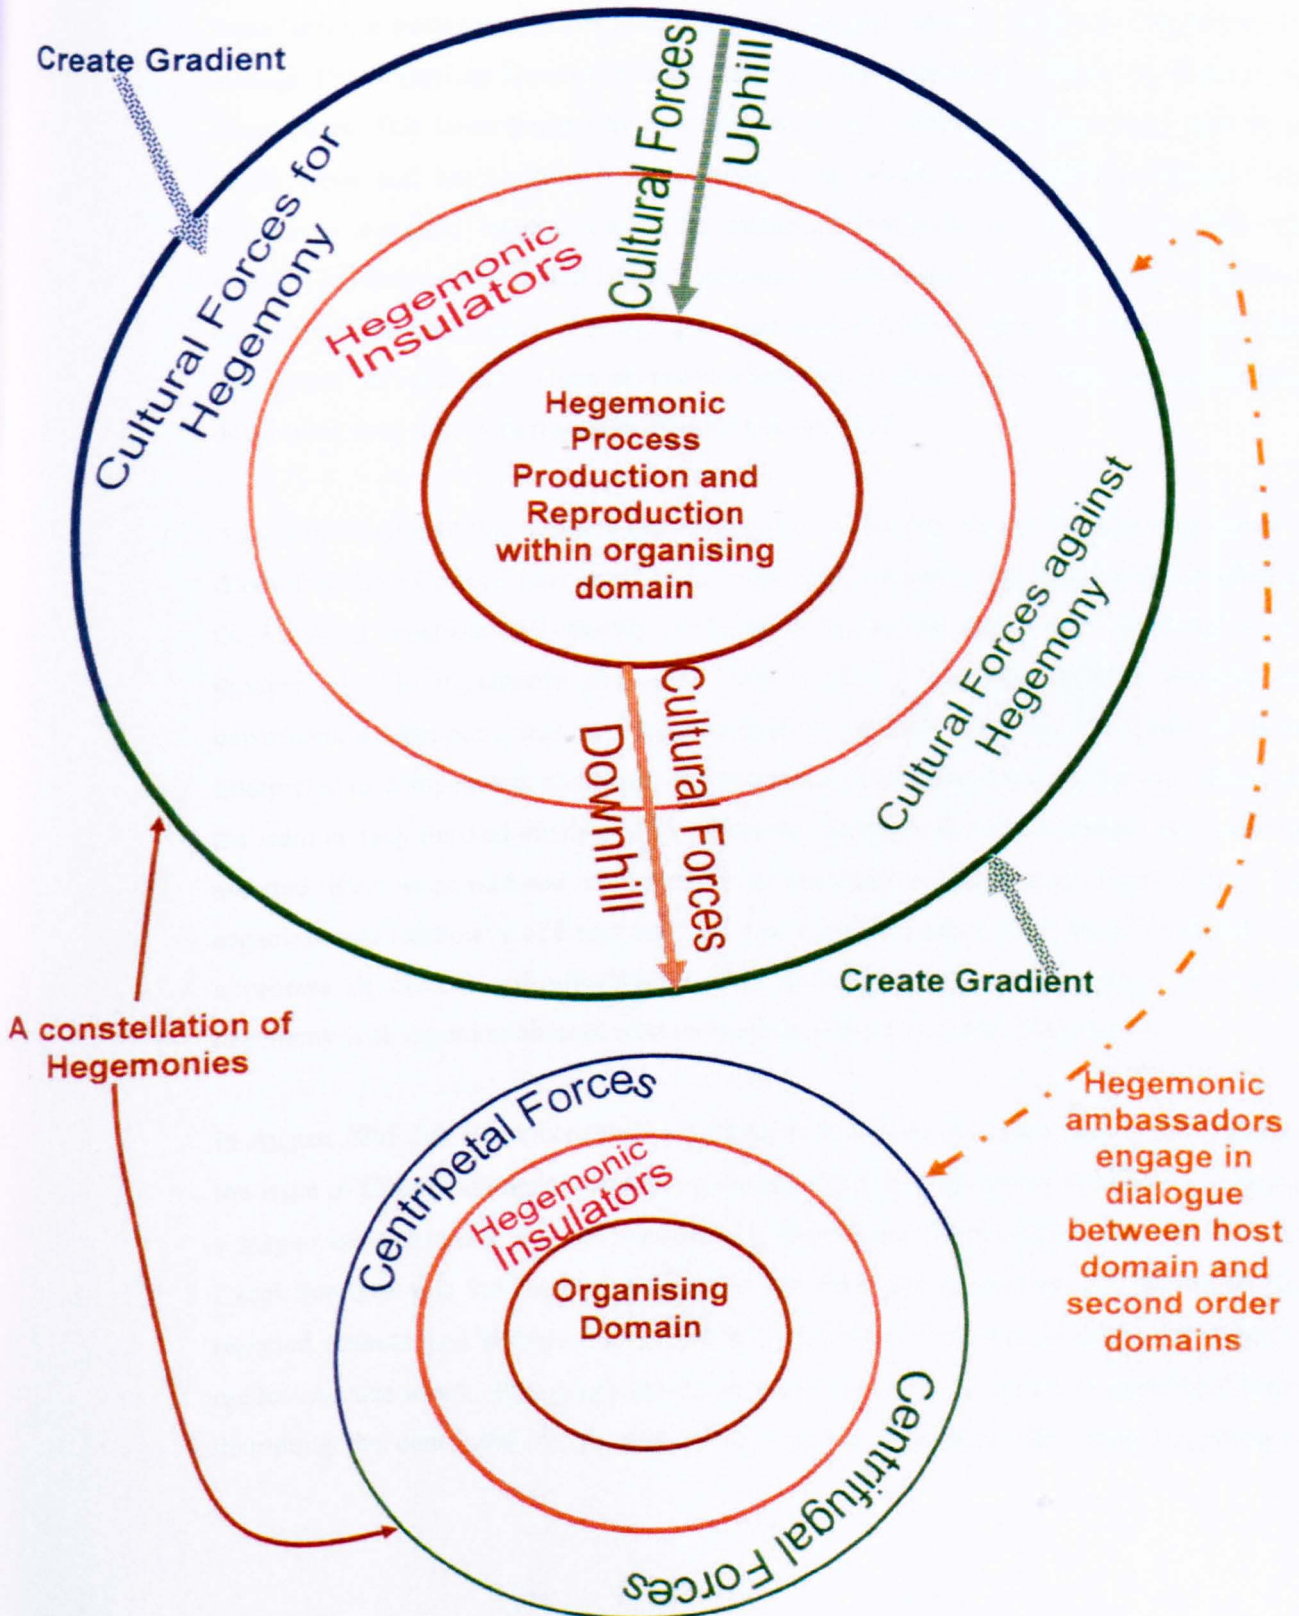 Create Gradient
Cultural Forces for
Hegemony
Cultural Forces
Uphill
Hegemonic
Insulators
Hegemonic
Process
Production and
Reproduction
within organising
domain
Cultural Forces against
Hegemony
Cultural Forces
Downhill
Create Gradient
A constellation of
Hegemonies
Centripetal Forces
Hegemonic
Insulators
Organising
Domain
Centrifugal Forces
Hegemonic
ambassadors
engage in
dialogue
between host
domain and
second order
domains